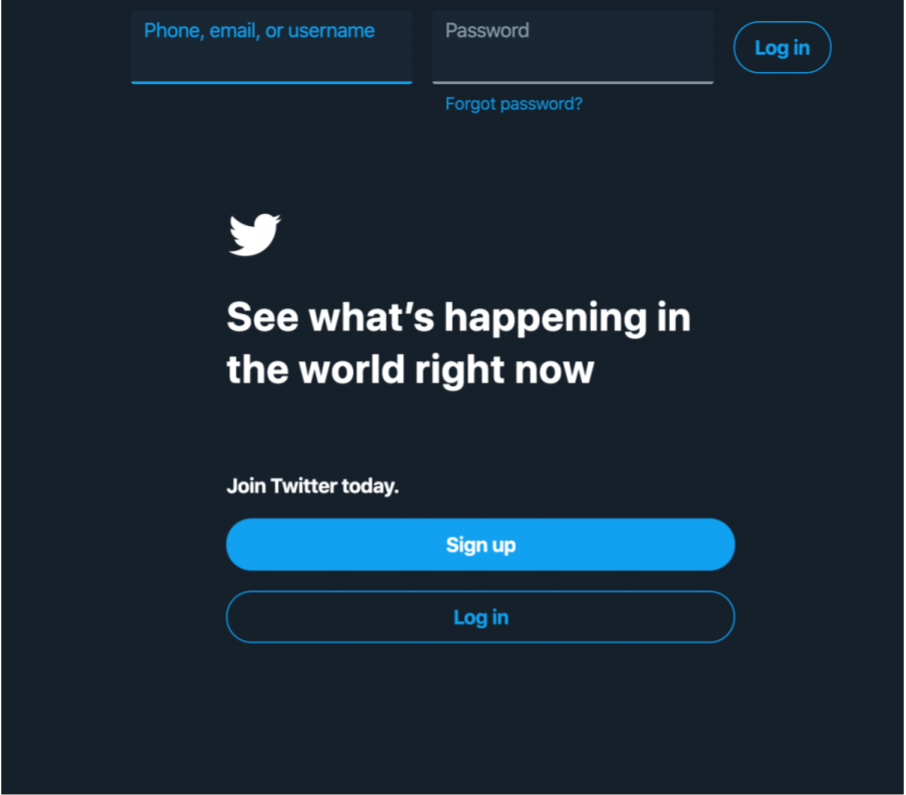 Phone, email, or username
Password
Log in
Forgot password?
See what’s happening in
the world right now
Join Twitter today.
Sign up
Log in